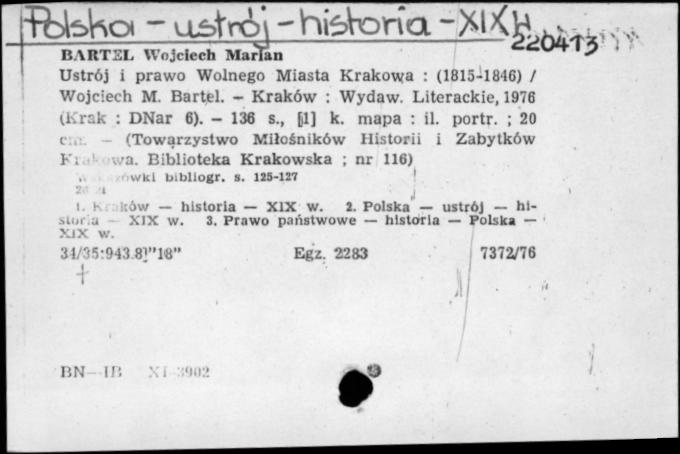 Polska - ustrój - historia - XIX w
220413
BARTEL Wojciech Marian
Ustrój i prawo Wolnego Miasta Krakowa : (1815-1846) /
Wojciech M. Bartel. — Kraków : Wydaw. Literackie, 1976
(Krak : DNar 6). — 136 s., [1] k. mapa : il. portr. ; 20
cm. — (Towarzystwo Miłośników Historii i Zabytków
Krakowa. Biblioteka Krakowska ; nr 116)
Wskazówki bibliogr. s. 125-127
1. Kraków — historia — XIX w. 2. Polska — ustrój — hi-
storia — XIX w. 3. Prawo państwowe — historia — Polska —
XIX w.
34/35:943.8]"18" Egz. 2283 7372/76
BN—IB XI-3902